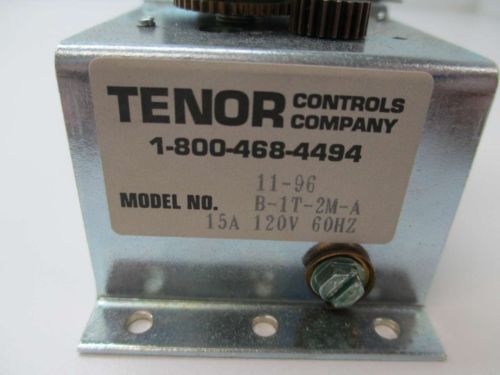 TENOR CONTROLS COMPANY
1-800-468-4494
11-96
MODEL NO. B-1T-2M-A
15A 120V 60HZ